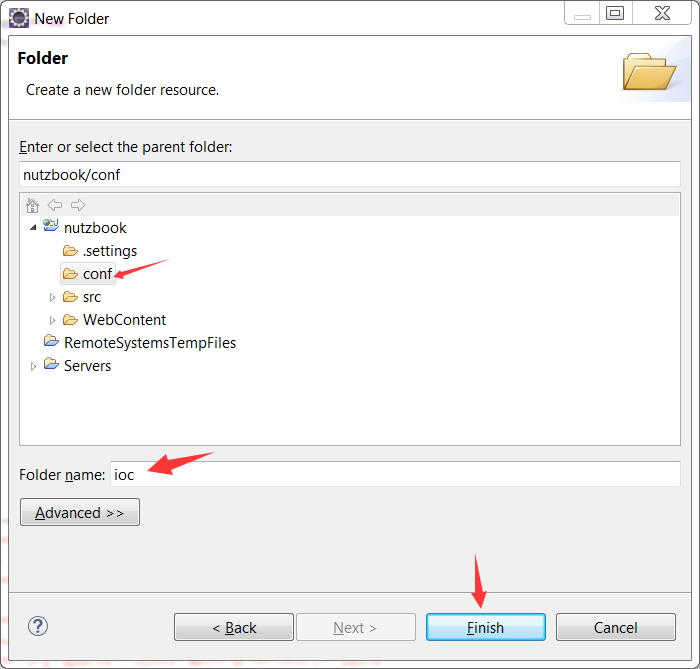 New Folder
Folder
Create a new folder resource.
Enter or select the parent folder:
nutzbook/conf
nutzbook
.settings
conf
src
WebContent
RemoteSystemsTempFiles
Servers
Folder name: ioc
Advanced >>
< Back Next > Finish Cancel